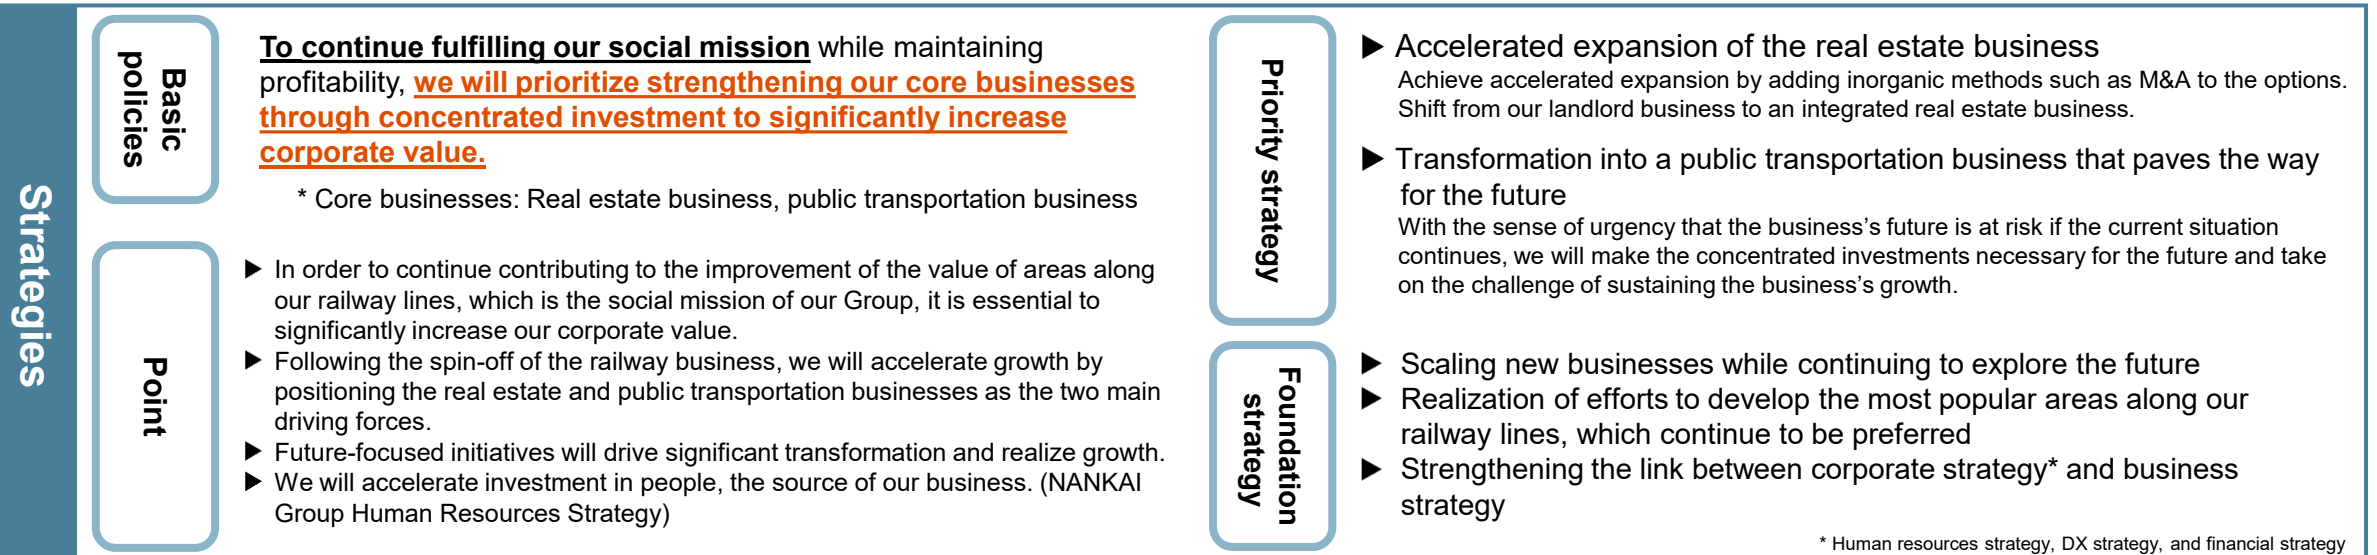 Strategies
Basic
policies
To continue fulfilling our social mission while maintaining
profitability, we will prioritize strengthening our core businesses
through concentrated investment to significantly increase
corporate value.
* Core businesses: Real estate business, public transportation business
Point
▶ In order to continue contributing to the improvement of the value of areas along
our railway lines, which is the social mission of our Group, it is essential to
significantly increase our corporate value.
▶ Following the spin-off of the railway business, we will accelerate growth by
positioning the real estate and public transportation businesses as the two main
driving forces.
▶ Future-focused initiatives will drive significant transformation and realize growth.
▶ We will accelerate investment in people, the source of our business. (NANKAI
Group Human Resources Strategy)
Priority strategy
▶ Accelerated expansion of the real estate business
Achieve accelerated expansion by adding inorganic methods such as M&A to the options.
Shift from our landlord business to an integrated real estate business.
▶ Transformation into a public transportation business that paves the way
for the future
With the sense of urgency that the business's future is at risk if the current situation
continues, we will make the concentrated investments necessary for the future and take
on the challenge of sustaining the business's growth.
Foundation
strategy
▶ Scaling new businesses while continuing to explore the future
▶ Realization of efforts to develop the most popular areas along our
railway lines, which continue to be preferred
▶ Strengthening the link between corporate strategy* and business
strategy
* Human resources strategy, DX strategy, and financial strategy